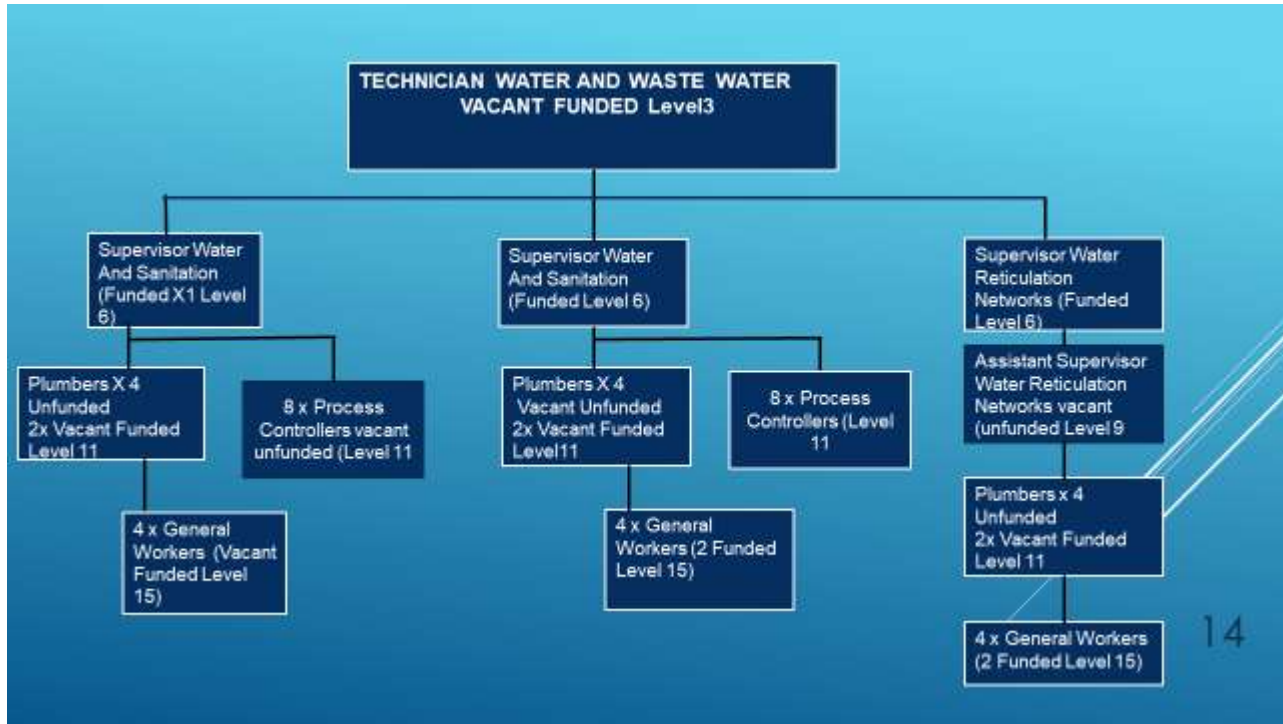 TECHNICIAN WATER AND WASTE WATER
VACANT FUNDED Level3
Supervisor Water
And Sanitation
(Funded X1 Level
6)
Supervisor Water
And Sanitation
(Funded Level 6)
Supervisor Water
Reticulation
Networks (Funded
Level 6)
Plumbers X 4
Unfunded
2x Vacant Funded
Level 11
8 x Process
Controllers vacant
unfunded (Level 11
Plumbers X 4
Vacant Unfunded
2x Vacant Funded
Level11
8 x Process
Controllers (Level
11
Assistant Supervisor
Water Reticulation
Networks vacant
(unfunded Level 9
4 x General
Workers (Vacant
Funded Level
15)
4 x General
Workers (2 Funded
Level 15)
Plumbers x 4
Unfunded
2x Vacant Funded
Level 11
4 x General Workers
(2 Funded Level 15)
14